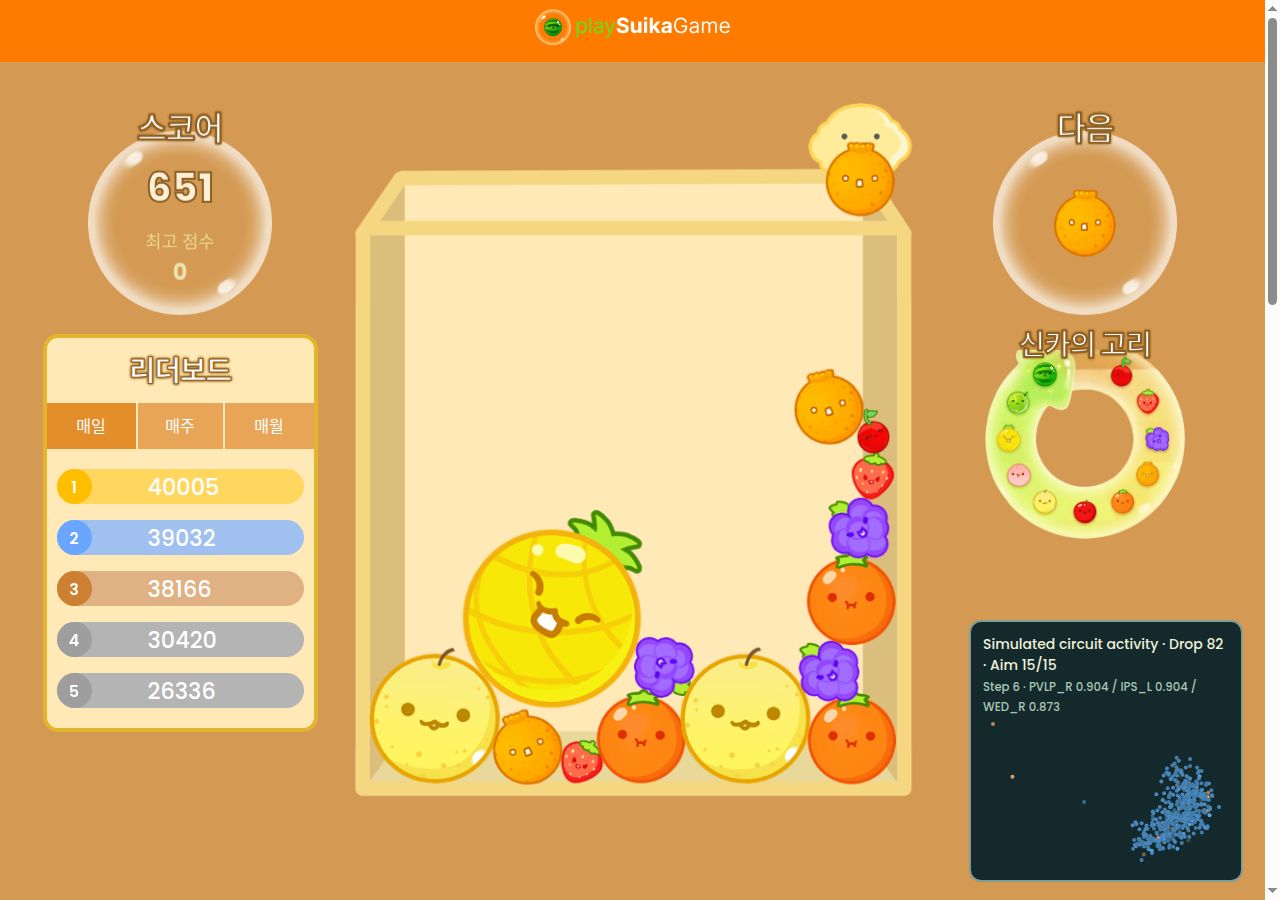 playSuikaGame
스코어
651
최고 점수
0
리더보드
매일 매주 매월
1 40005
2 39032
3 38166
4 30420
5 26336
다음
신카의 고리
Simulated circuit activity · Drop 82
· Aim 15/15
Step 6 · PVLP_R 0.904 / IPS_L 0.904 /
WED_R 0.873